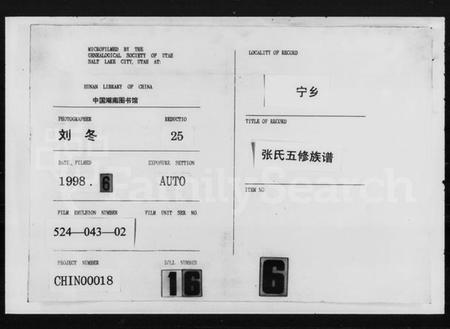 MICROFILMED BY THE
GENEALOGICAL SOCIETY OF UTAH
SALT LAKE CITY, UTAH AT:
HUNAN LIBRARY OF CHINA
中国湖南图书馆
PHOTOGRAPHER REDUCTIO
刘 冬 25
DATE, FILMED EXPOSURE SETTION
1998. 6 AUTO
FILM EMULSION NUMBER FILM UNIT SER NO.
524—043—02
PROJECT NUMBER ROLL NUMBER
CHIN00018 16
LOCALITY OF RECORD
宁乡
TITLE OF RECORD
张氏五修族谱
ITEM NO
6
FamilySearch